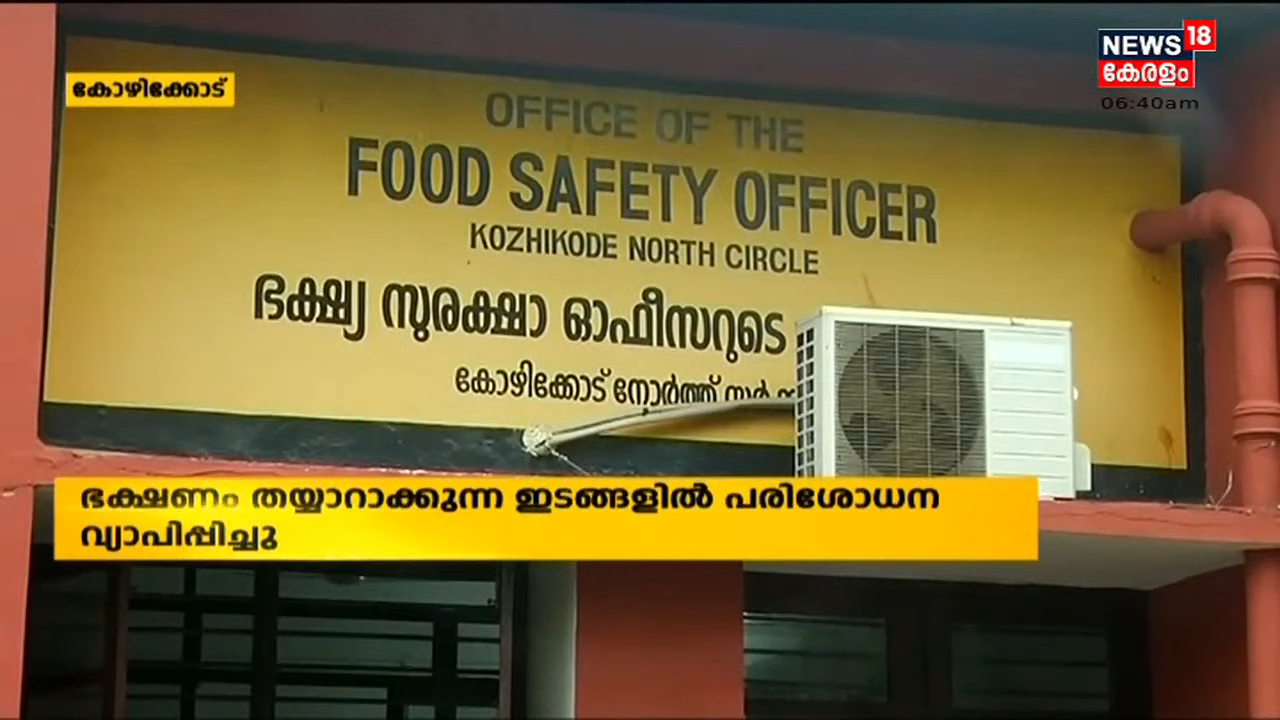 NEWS 18
കേരളം
06:40am
കോഴിക്കോട്
OFFICE OF THE
FOOD SAFETY OFFICER
KOZHIKODE NORTH CIRCLE
ഭക്ഷ്യ സുരക്ഷാ ഓഫീസറുടെ
കോഴിക്കോട് നോർത്ത്
ഭക്ഷണം തയ്യാറാക്കുന്ന ഇടങ്ങളിൽ പരിശോധന
വ്യാപിപ്പിച്ചു